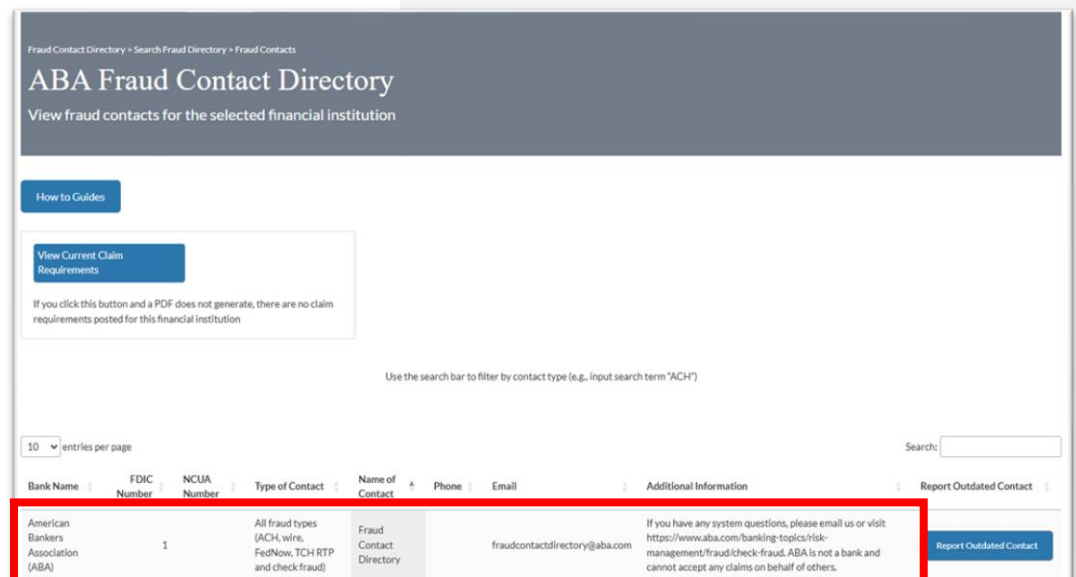 Fraud Contact Directory > Search Fraud Directory > Fraud Contacts
ABA Fraud Contact Directory
View fraud contacts for the selected financial institution
How to Guides
View Current Claim
Requirements
If you click this button and a PDF does not generate, there are no claim
requirements posted for this financial institution
Use the search bar to filter by contact type (e.g., input search term "ACH")
10 entries per page
Search:
Bank Name
FDIC
Number
NCUA
Number
Type of Contact
Name of
Contact
Phone
Email
Additional Information
Report Outdated Contact
American
Bankers
Association
(ABA)
1
All fraud types
(ACH, wire,
FedNow, TCH RTP
and check fraud)
Fraud
Contact
Directory
fraudcontactdirectory@aba.com
If you have any system questions, please email us or visit
https://www.aba.com/banking-topics/risk-
management/fraud/check-fraud. ABA is not a bank and
cannot accept any claims on behalf of others.
Report Outdated Contact